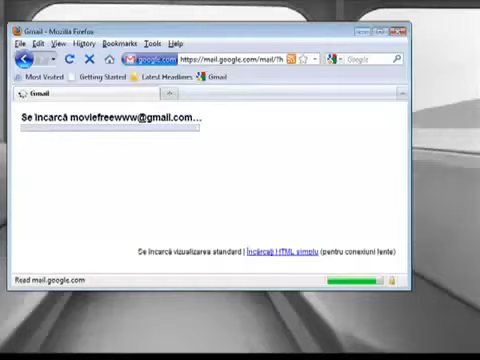 Gmail - Mozilla Firefox
File Edit View History Bookmarks Tools Help
google.com https://mail.google.com/mail/?h Google
Most Visited Getting Started Latest Headlines Gmail
Gmail
Se încarcă moviefreewww@gmail.com...
Se încarcă vizualizarea standard | Încărcaţi HTML simplu (pentru conexiuni lente)
Read mail.google.com